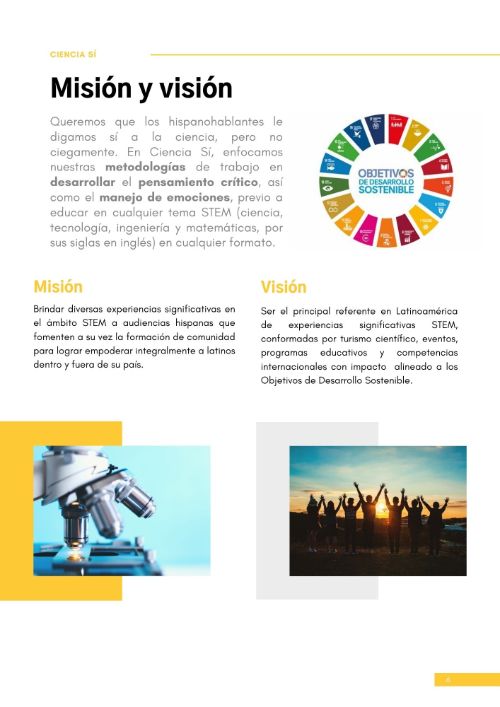 CIENCIA SÍ
Misión y visión
Queremos que los hispanohablantes le
digamos sí a la ciencia, pero no
ciegamente. En Ciencia Sí, enfocamos
nuestras metodologías de trabajo en
desarrollar el pensamiento crítico, así
como el manejo de emociones, previo a
educar en cualquier tema STEM (ciencia,
tecnología, ingeniería y matemáticas, por
sus siglas en inglés) en cualquier formato.
OBJETIVOS
DE DESARROLLO
SOSTENIBLE
Misión
Brindar diversas experiencias significativas en
el ámbito STEM a audiencias hispanas que
fomenten a su vez la formación de comunidad
para lograr empoderar integralmente a latinos
dentro y fuera de su país.
Visión
Ser el principal referente en Latinoamérica
de experiencias significativas STEM,
conformadas por turismo científico, eventos,
programas educativos y competencias
internacionales con impacto alineado a los
Objetivos de Desarrollo Sostenible.